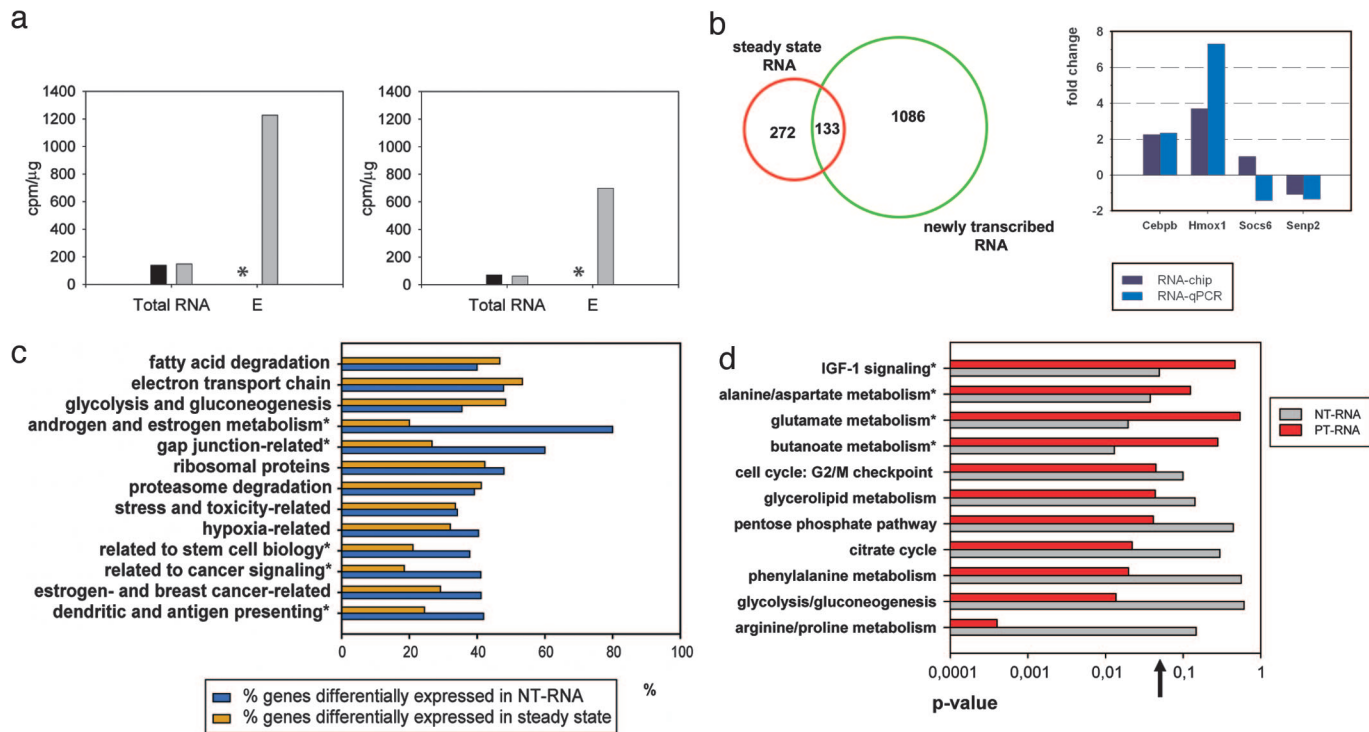 a
1400
1200
1000
800
600
400
200
0
cpm/µg
*
Total RNA E
1400
1200
1000
800
600
400
200
0
cpm/µg
*
Total RNA E
b
steady state
RNA
272
133
1086
newly transcribed
RNA
fold change
8
6
4
2
0
-2
Cebpb Hmox1 Socs6 Senp2
RNA-chip
RNA-qPCR
c
fatty acid degradation
electron transport chain
glycolysis and gluconeogenesis
androgen and estrogen metabolism*
gap junction-related*
ribosomal proteins
proteasome degradation
stress and toxicity-related
hypoxia-related
related to stem cell biology*
related to cancer signaling*
estrogen- and breast cancer-related
dendritic and antigen presenting*
0 20 40 60 80 100
%
% genes differentially expressed in NT-RNA
% genes differentially expressed in steady state
d
IGF-1 signaling*
alanine/aspartate metabolism*
glutamate metabolism*
butanoate metabolism*
cell cycle: G2/M checkpoint
glycerolipid metabolism
pentose phosphate pathway
citrate cycle
phenylalanine metabolism
glycolysis/gluconeogenesis
arginine/proline metabolism
0,0001 0,001 0,01 0,1 1
p-value
NT-RNA
PT-RNA